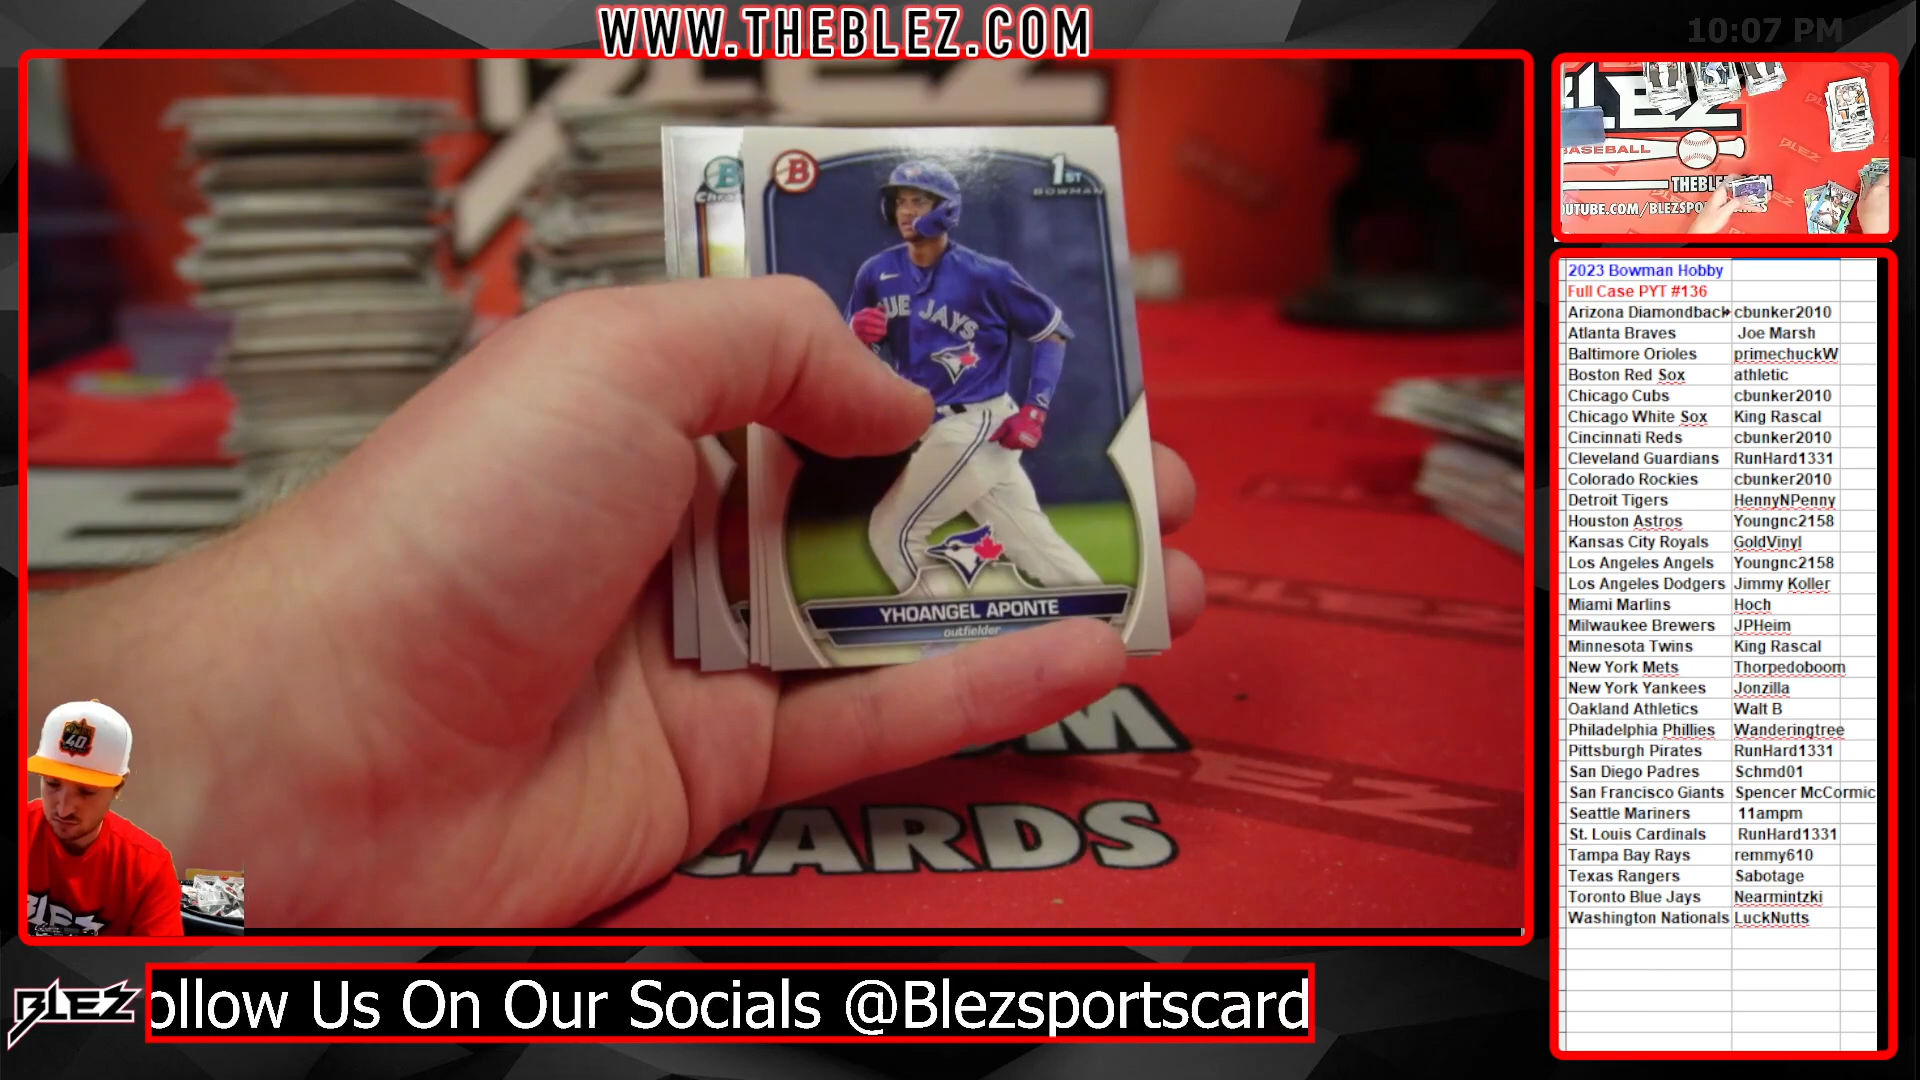 WWW.THEBLEZ.COM
10:07 PM
BLEZ
BASEBALL
THEBLEZ.COM
OUTUBE.COM/BLEZSPO
B
1ST
BOWMAN
B
Chro
BLUE JAYS
YHOANGEL APONTE
outfielder
OM
CARDS
40
2023 Bowman Hobby
Full Case PYT #136
Arizona Diamondback cbunker2010
Atlanta Braves Joe Marsh
Baltimore Orioles primechuckW
Boston Red Sox athletic
Chicago Cubs cbunker2010
Chicago White Sox King Rascal
Cincinnati Reds cbunker2010
Cleveland Guardians RunHard1331
Colorado Rockies cbunker2010
Detroit Tigers HennyNPenny
Houston Astros Youngnc2158
Kansas City Royals GoldVinyl
Los Angeles Angels Youngnc2158
Los Angeles Dodgers Jimmy Koller
Miami Marlins Hoch
Milwaukee Brewers JPHeim
Minnesota Twins King Rascal
New York Mets Thorpedoboom
New York Yankees Jonzilla
Oakland Athletics Walt B
Philadelphia Phillies Wanderingtree
Pittsburgh Pirates RunHard1331
San Diego Padres Schmd01
San Francisco Giants Spencer McCormic
Seattle Mariners 11ampm
St. Louis Cardinals RunHard1331
Tampa Bay Rays remmy610
Texas Rangers Sabotage
Toronto Blue Jays Nearmintzki
Washington Nationals LuckNutts
BLEZ
ollow Us On Our Socials @Blezsportscard